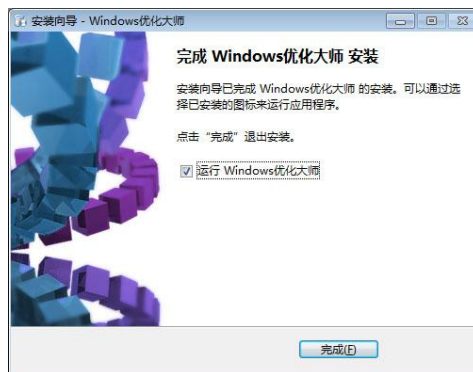 安装向导 - Windows优化大师
完成 Windows优化大师 安装
安装向导已完成 Windows优化大师 的安装。可以通过选
择已安装的图标来运行应用程序。
点击“完成”退出安装。
运行 Windows优化大师
完成(F)